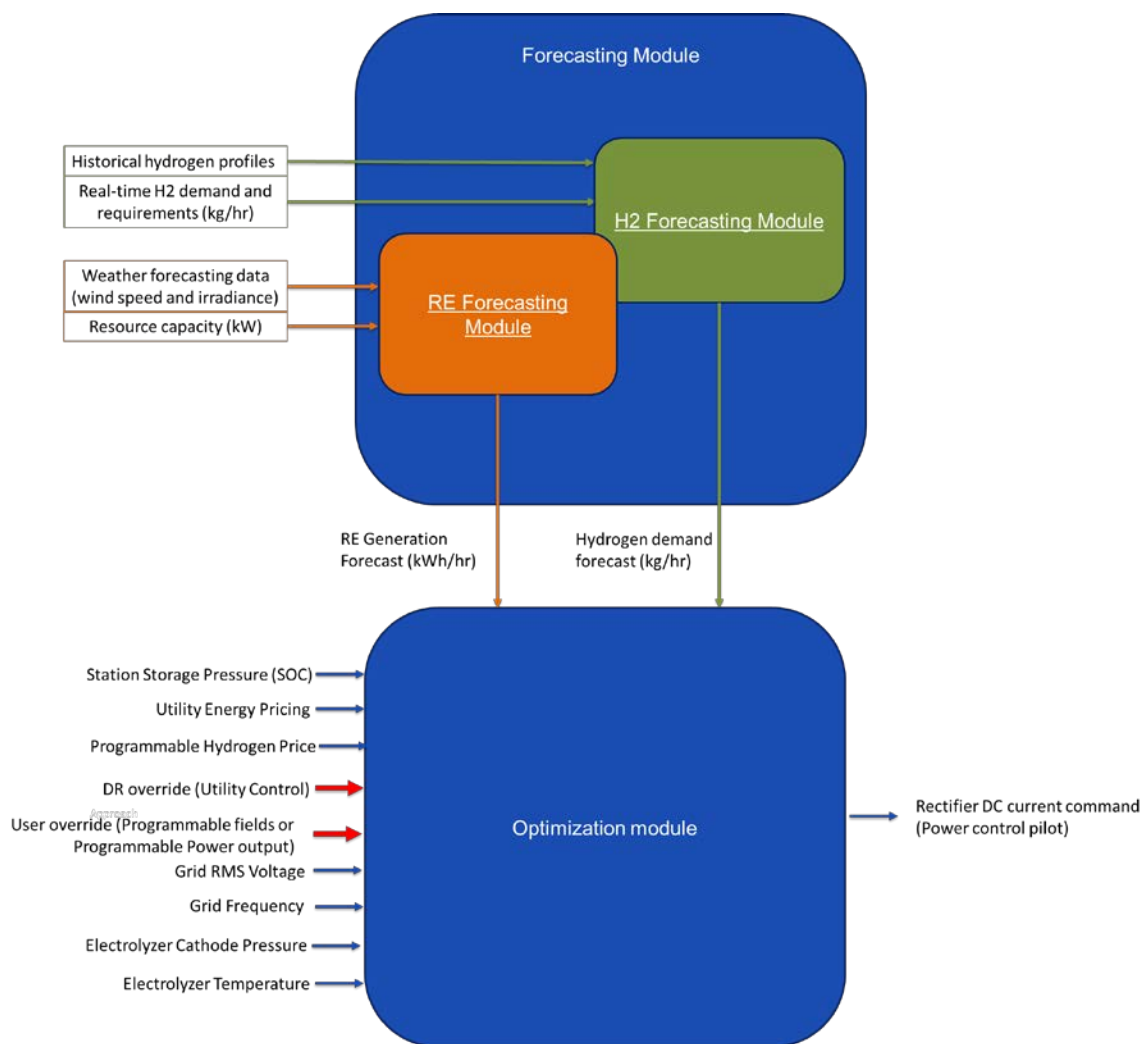 Forecasting Module
Historical hydrogen profiles
Real-time H2 demand and
requirements (kg/hr)
H2 Forecasting Module
Weather forecasting data
(wind speed and irradiance)
Resource capacity (kW)
RE Forecasting
Module
RE Generation
Forecast (kWh/hr)
Hydrogen demand
forecast (kg/hr)
Station Storage Pressure (SOC)
Utility Energy Pricing
Programmable Hydrogen Price
DR override (Utility Control)
Approach
User override (Programmable fields or
Programmable Power output)
Grid RMS Voltage
Grid Frequency
Electrolyzer Cathode Pressure
Electrolyzer Temperature
Optimization module
Rectifier DC current command
(Power control pilot)